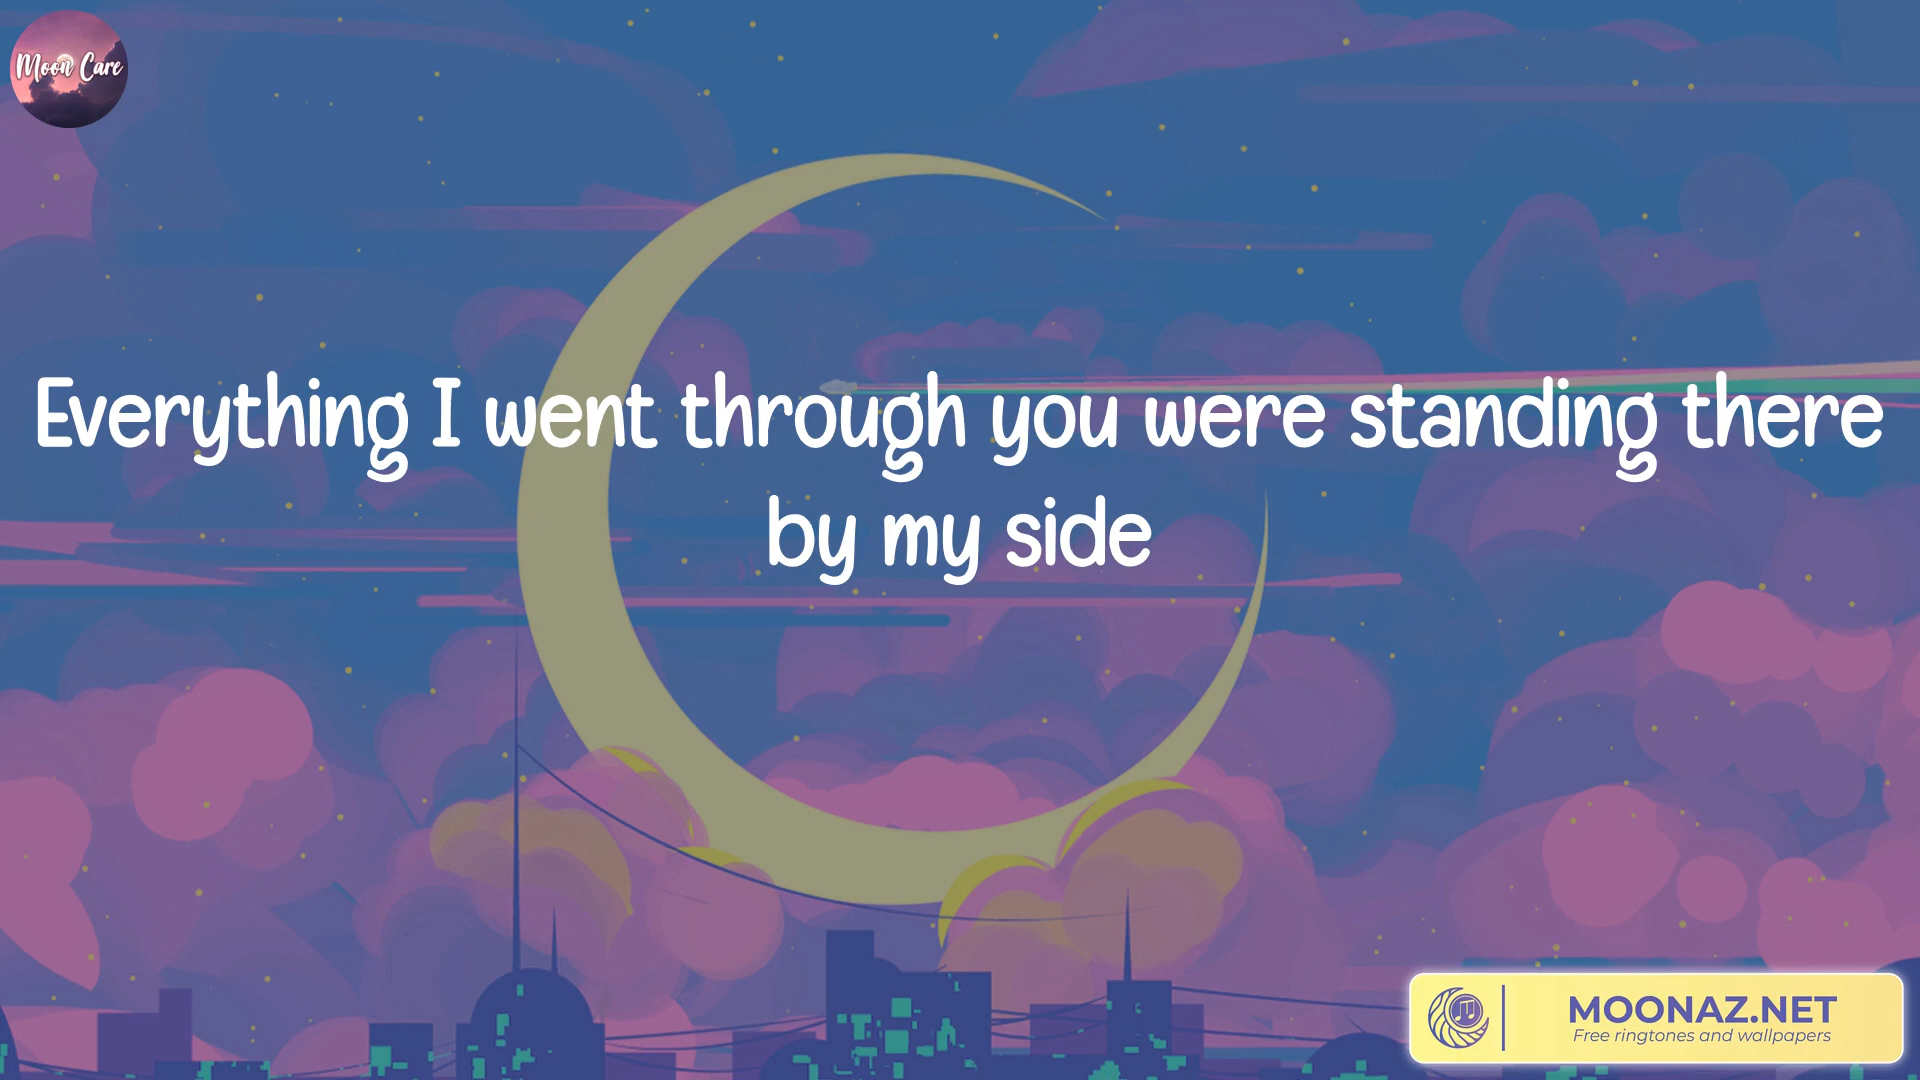 Moon Care
Everything I went through you were standing there
by my side
MOONAZ.NET
Free ringtones and wallpapers